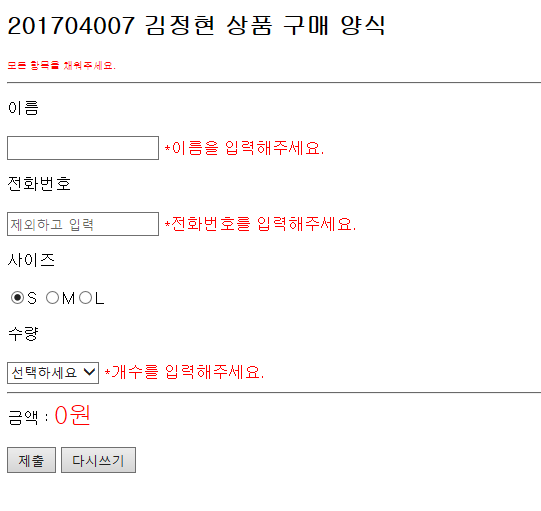 201704007 김정현 상품 구매 양식
모든 항목을 채워주세요.
이름
*이름을 입력해주세요.
전화번호
제외하고 입력 *전화번호를 입력해주세요.
사이즈
S M L
수량
선택하세요 *개수를 입력해주세요.
금액 : 0원
제출 다시쓰기